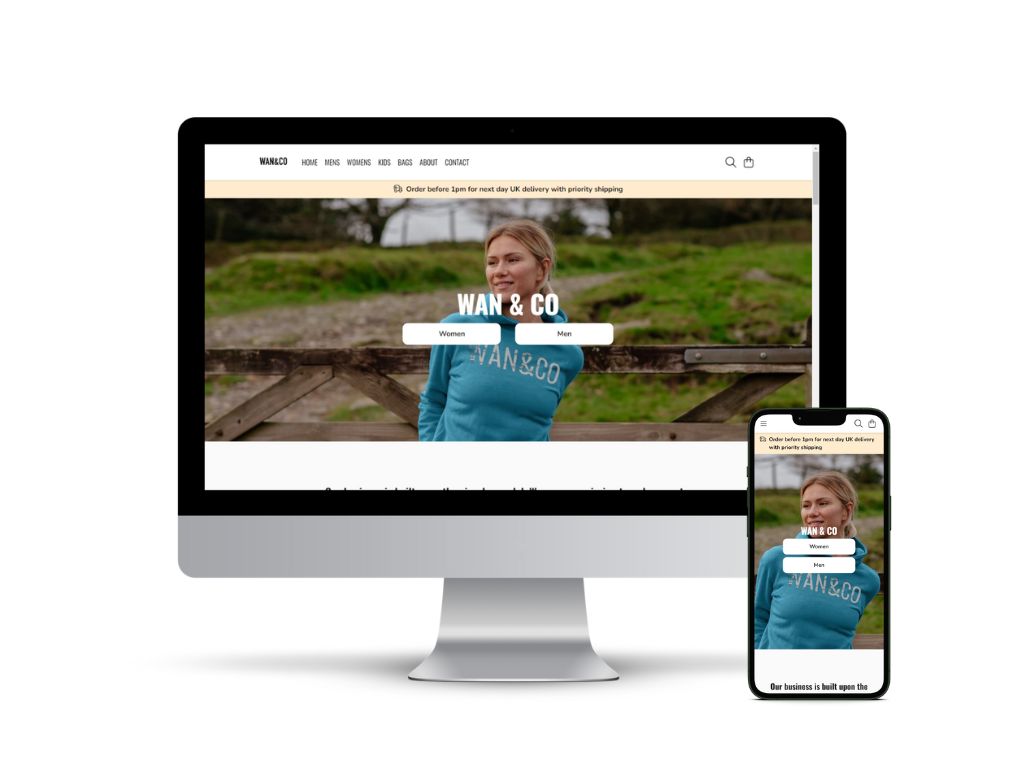 WAN&CO HOME MENS WOMENS KIDS BAGS ABOUT CONTACT
Order before 1pm for next day UK delivery with priority shipping
WAN & CO
Women Men
WAN&CO
Order before 1pm for next day UK delivery
with priority shipping
WAN & CO
Women
Men
WAN&CO
Our business is built upon the